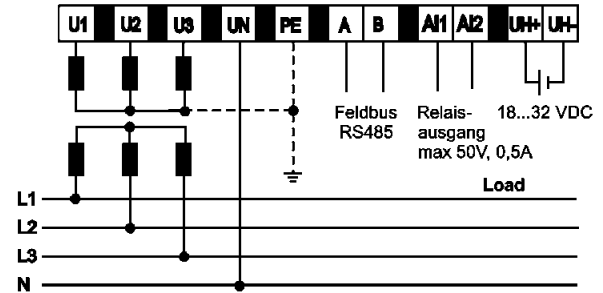 U1 U2 U3 UN PE A B AI1 AI2 UH+ UH-
Feldbus
RS485
Relais-
ausgang
max 50V, 0,5A
18...32 VDC
Load
L1
L2
L3
N